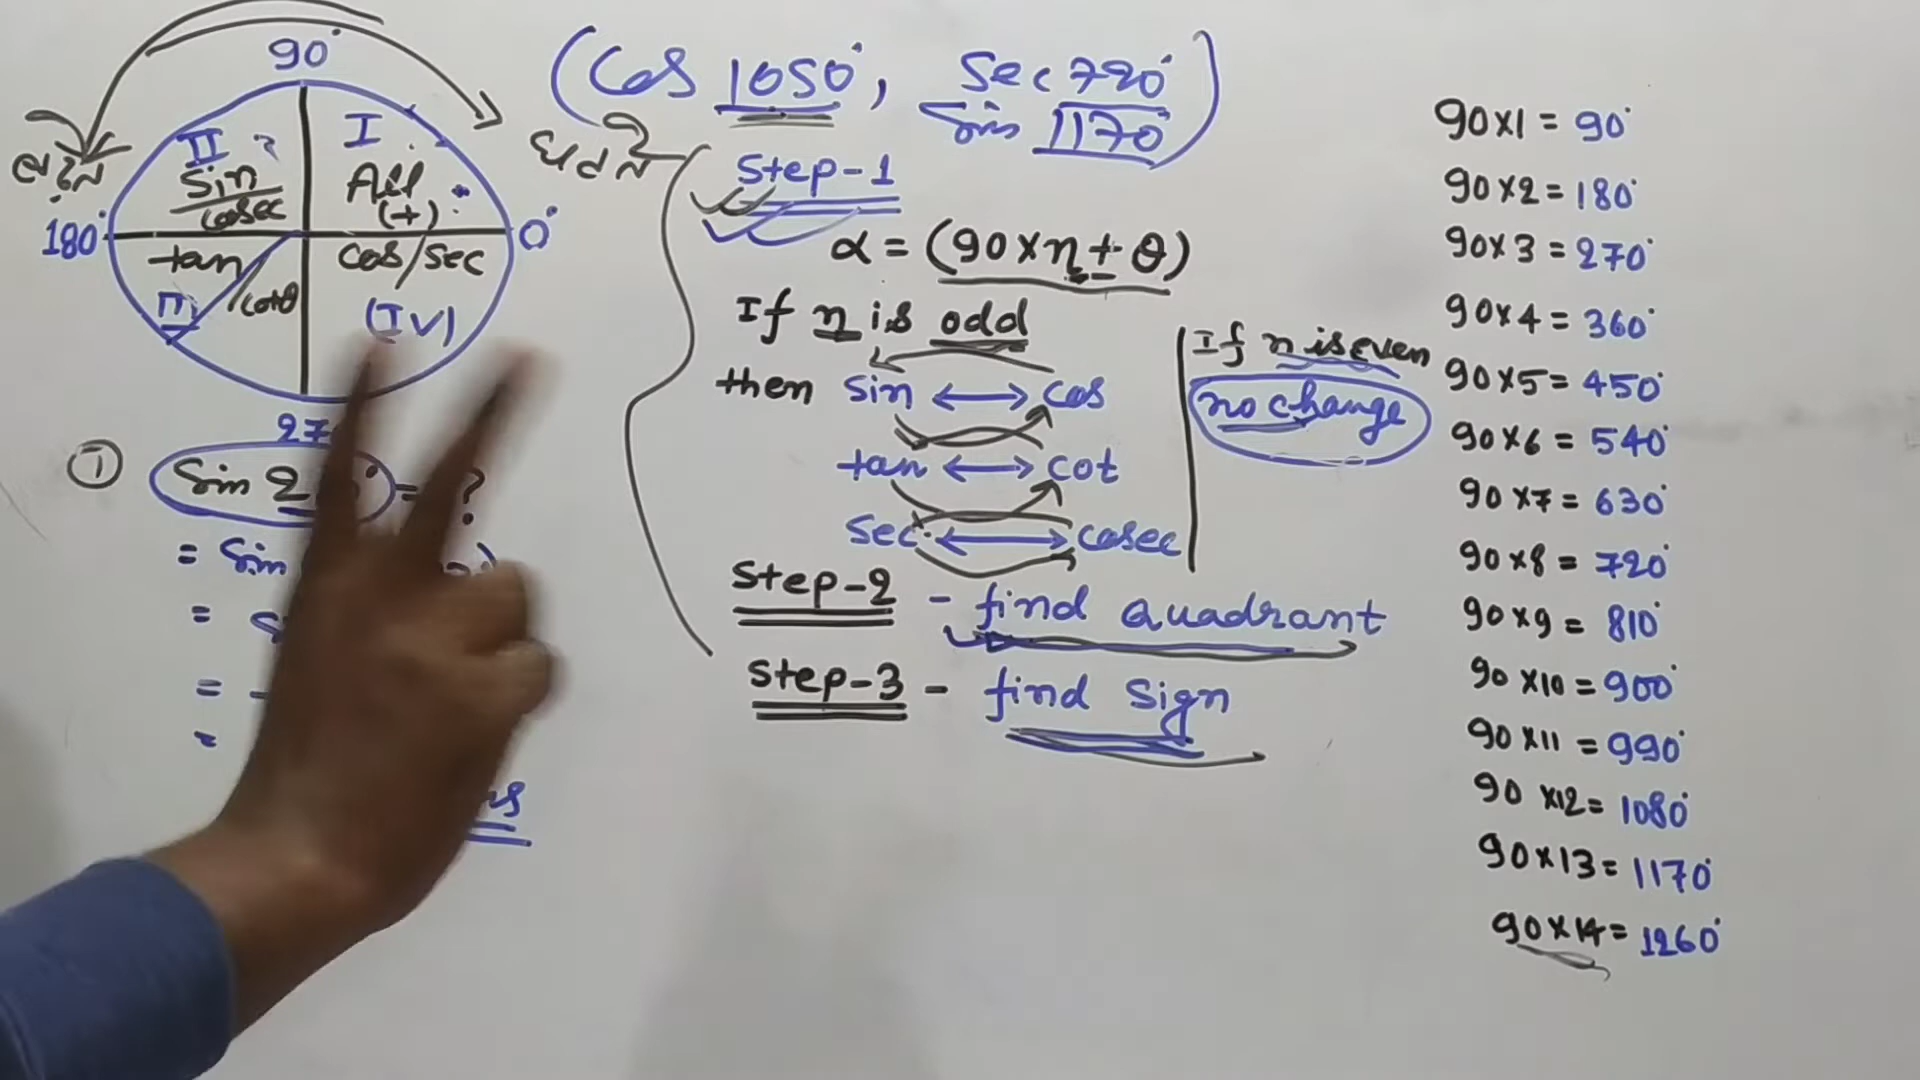 90°
(Cos 1050°, Sec 720°
Sin 1170°)
II
I
Sin
cosec
All
(+)
180°
0°
tan
cotθ
III
cos/sec
(IV)
27
① Sin 2 = ?
= Sin
=
= -
=
Step-1
α = (90×n ± θ)
If n is odd
then sin ↔ cos
tan ↔ cot
Sec ↔ cosec
If n is even
no change
Step-2 - find quadrant
Step-3 - find Sign
90×1 = 90°
90×2 = 180°
90×3 = 270°
90×4 = 360°
90×5 = 450°
90×6 = 540°
90×7 = 630°
90×8 = 720°
90×9 = 810°
90×10 = 900°
90×11 = 990°
90×12 = 1080°
90×13 = 1170°
90×14 = 1260°